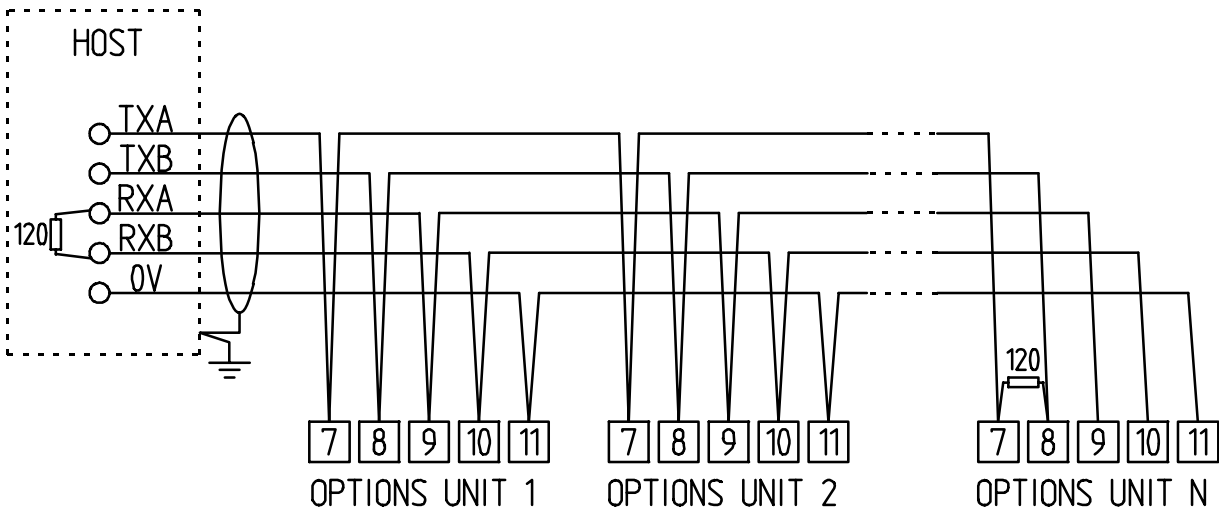 HOST
TXA
TXB
RXA
120
RXB
0V
120
7 8 9 10 11
7 8 9 10 11
7 8 9 10 11
OPTIONS UNIT 1
OPTIONS UNIT 2
OPTIONS UNIT N